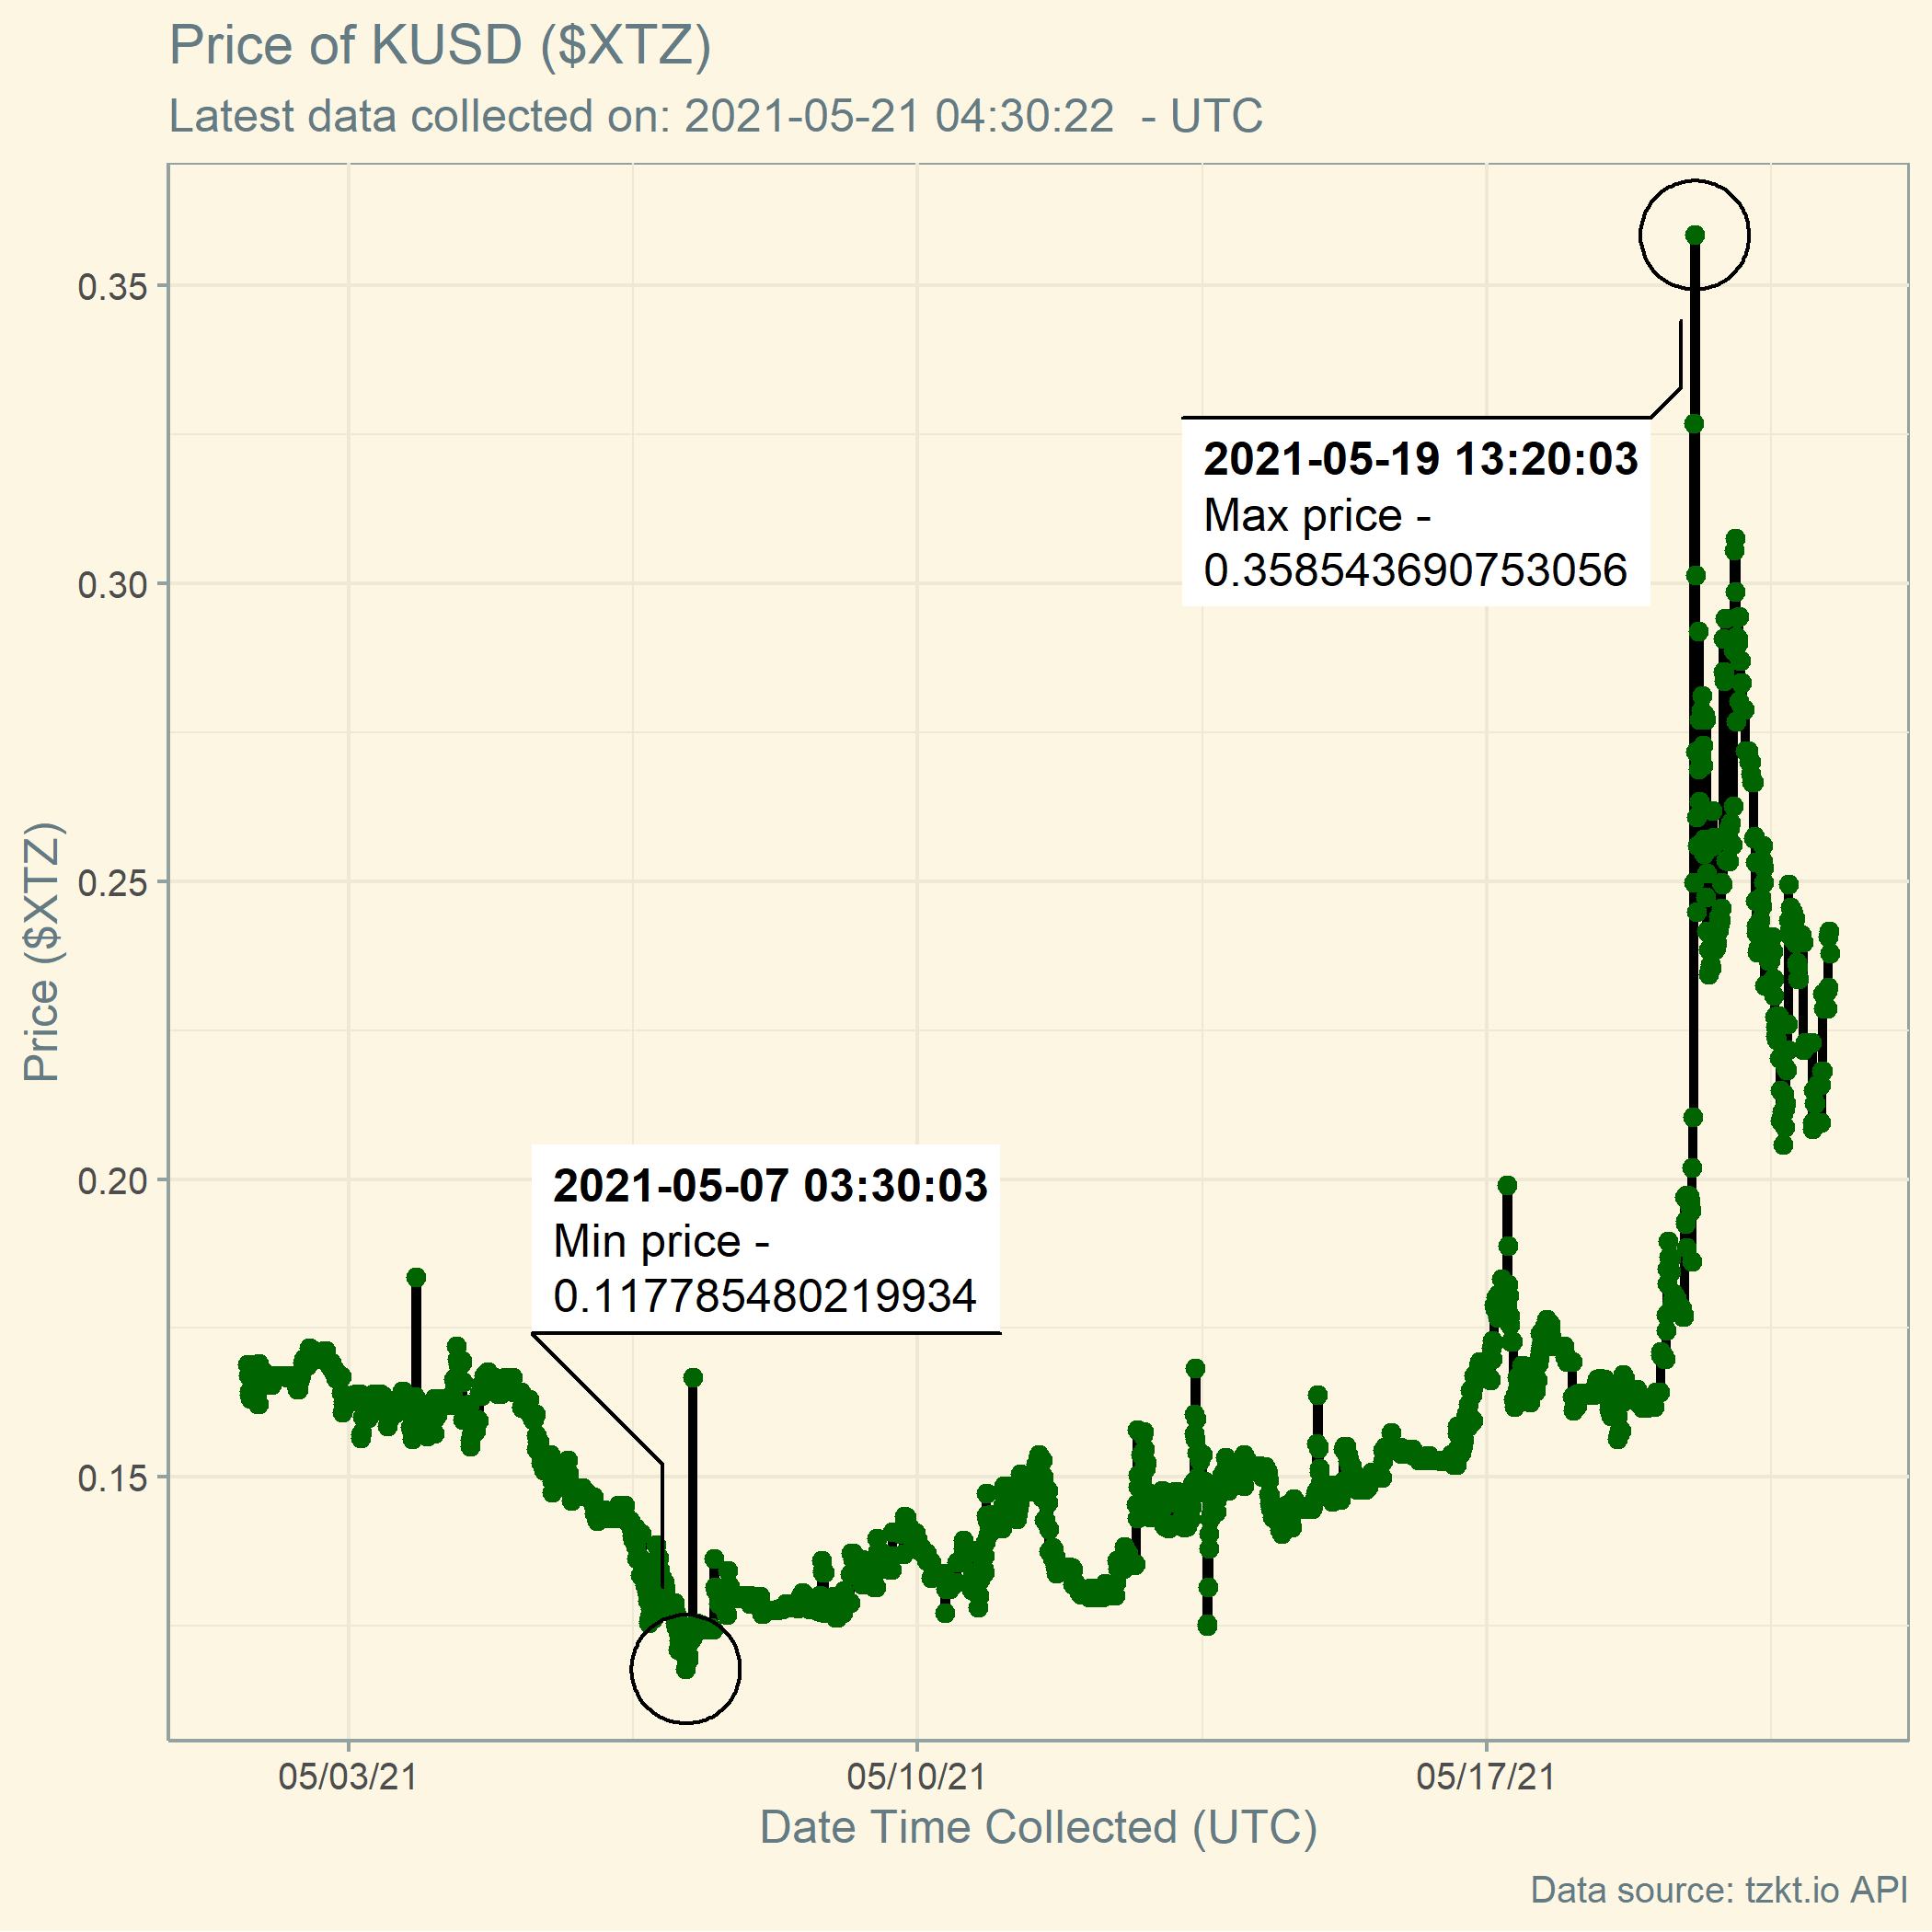 Price of KUSD ($XTZ)
Latest data collected on: 2021-05-21 04:30:22  - UTC
0.35
0.30
0.25
0.20
0.15
Price ($XTZ)
2021-05-19 13:20:03
Max price -
0.358543690753056
2021-05-07 03:30:03
Min price -
0.117785480219934
05/03/21
05/10/21
05/17/21
Date Time Collected (UTC)
Data source: tzkt.io API